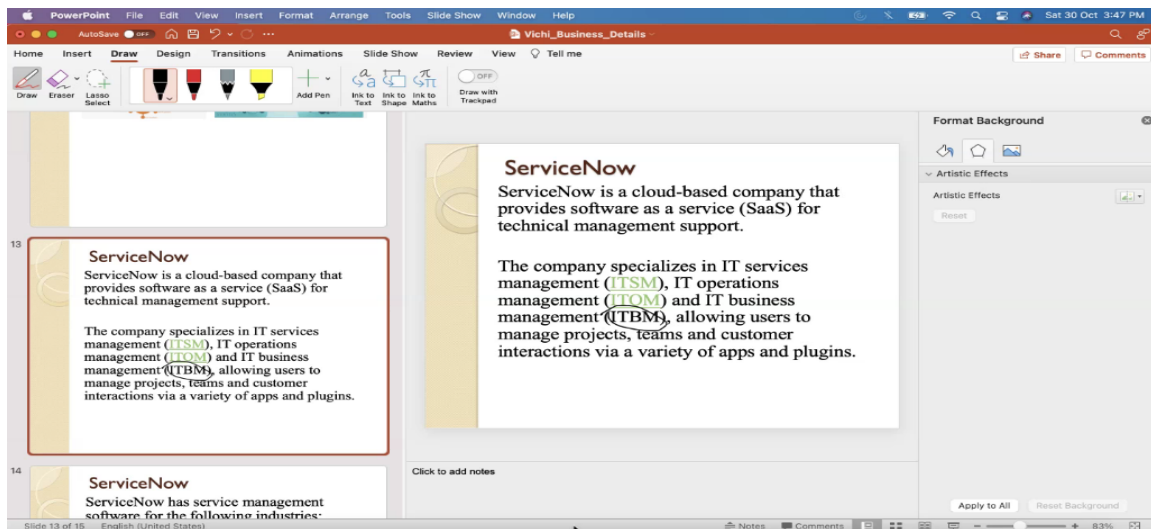 PowerPoint File Edit View Insert Format Arrange Tools Slide Show Window Help Sat 30 Oct 3:47 PM
AutoSave OFF Vichi_Business_Details
Home Insert Draw Design Transitions Animations Slide Show Review View Tell me Share Comments
Draw Eraser Lasso Select Add Pen Ink to Text Ink to Shape Ink to Maths OFF Draw with Trackpad
13
ServiceNow
ServiceNow is a cloud-based company that
provides software as a service (SaaS) for
technical management support.
The company specializes in IT services
management (ITSM), IT operations
management (ITOM) and IT business
management (ITBM), allowing users to
manage projects, teams and customer
interactions via a variety of apps and plugins.
14
ServiceNow
ServiceNow has service management
software for the following industries:
ServiceNow
ServiceNow is a cloud-based company that
provides software as a service (SaaS) for
technical management support.
The company specializes in IT services
management (ITSM), IT operations
management (ITOM) and IT business
management (ITBM), allowing users to
manage projects, teams and customer
interactions via a variety of apps and plugins.
Click to add notes
Format Background
Artistic Effects
Artistic Effects
Reset
Apply to All Reset Background
Slide 13 of 15 English (United States) Notes Comments 83%